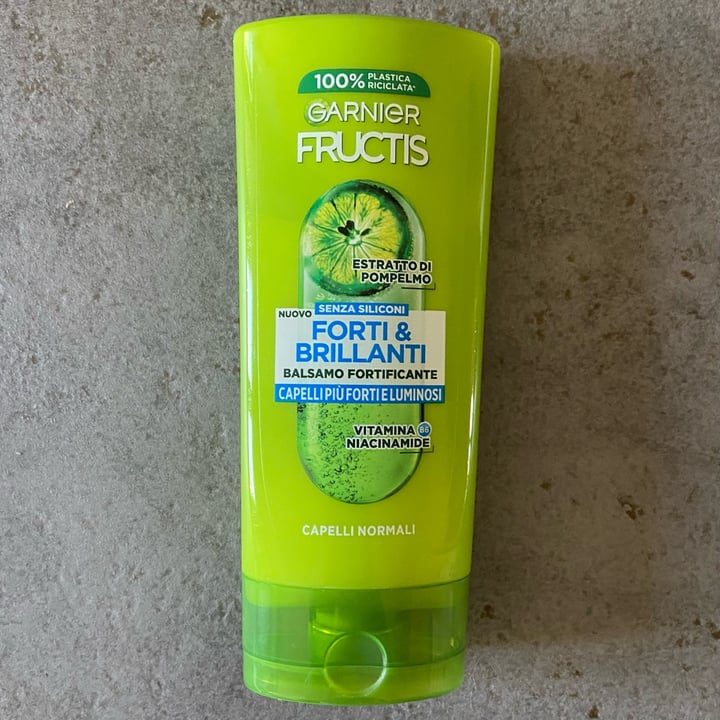 100% PLASTICA
RICICLATA*
GARNIER
FRUCTIS
ESTRATTO DI
POMPELMO
SENZA SILICONI
NUOVO
FORTI &
BRILLANTI
BALSAMO FORTIFICANTE
CAPELLI PIÙ FORTI E LUMINOSI
VITAMINA B6
NIACINAMIDE
CAPELLI NORMALI